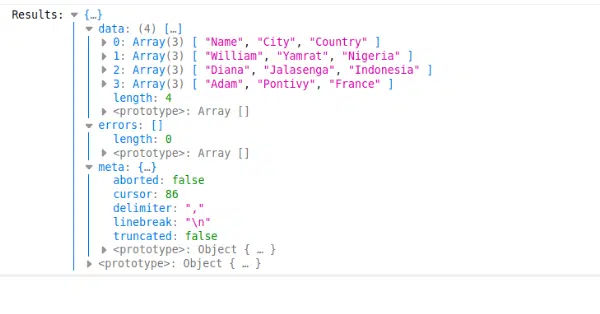 Results: ▼ {…}
▼ data: (4) […]
▶ 0: Array(3) [ "Name", "City", "Country" ]
▶ 1: Array(3) [ "William", "Yamrat", "Nigeria" ]
▶ 2: Array(3) [ "Diana", "Jalasenga", "Indonesia" ]
▶ 3: Array(3) [ "Adam", "Pontivy", "France" ]
length: 4
▶ <prototype>: Array []
▼ errors: []
length: 0
▶ <prototype>: Array []
▼ meta: {…}
aborted: false
cursor: 86
delimiter: ","
linebreak: "\n"
truncated: false
▶ <prototype>: Object { … }
▶ <prototype>: Object { … }